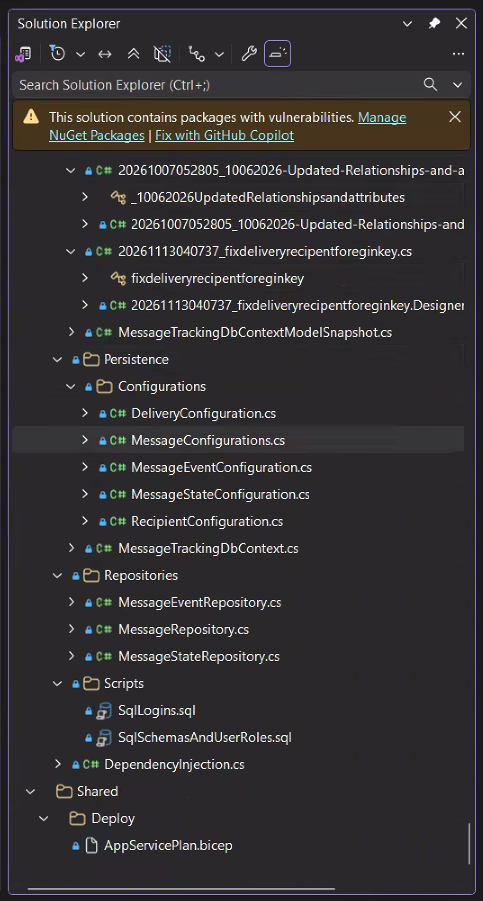 Solution Explorer
Search Solution Explorer (Ctrl+;)
This solution contains packages with vulnerabilities. Manage
NuGet Packages | Fix with GitHub Copilot
C# 20261007052805_10062026-Updated-Relationships-and-a
_10062026UpdatedRelationshipsandattributes
C# 20261007052805_10062026-Updated-Relationships-and
C# 20261113040737_fixdeliveryrecipentforeginkey.cs
fixdeliveryrecipentforeginkey
C# 20261113040737_fixdeliveryrecipentforeginkey.Designer
C# MessageTrackingDbContextModelSnapshot.cs
Persistence
Configurations
C# DeliveryConfiguration.cs
C# MessageConfigurations.cs
C# MessageEventConfiguration.cs
C# MessageStateConfiguration.cs
C# RecipientConfiguration.cs
C# MessageTrackingDbContext.cs
Repositories
C# MessageEventRepository.cs
C# MessageRepository.cs
C# MessageStateRepository.cs
Scripts
SqlLogins.sql
SqlSchemasAndUserRoles.sql
C# DependencyInjection.cs
Shared
Deploy
AppServicePlan.bicep